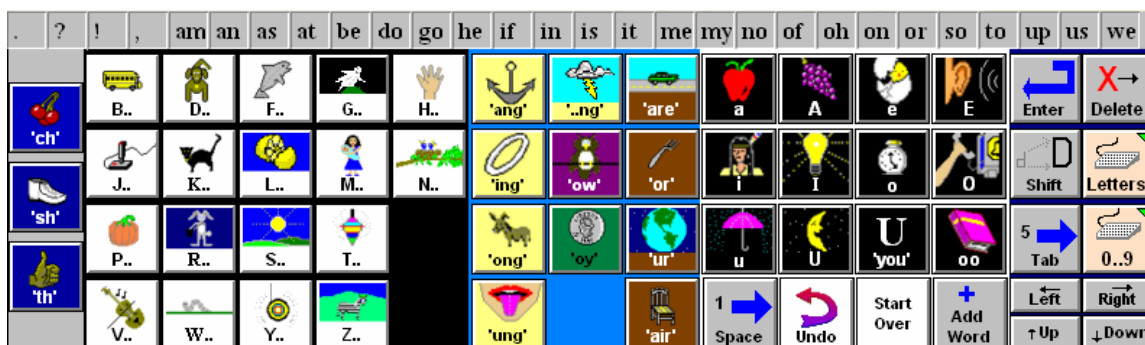 . ? ! , am an as at be do go he if in is it me my no of oh on or so to up us we
B.. D.. F.. G.. H.. 'ang' '..ng' 'are' a A e E Enter Delete
'ch'
J.. K.. L.. M.. N.. 'ing' 'ow' 'or' i I o O Shift Letters
'sh'
P.. R.. S.. T.. 'ong' 'oy' 'ur' u U 'you' oo 5 Tab 0..9
'th'
V.. W.. Y.. Z.. 'ung' 'air' 1 Space Undo Start Over + Add Word Left Right
↑Up ↓Down